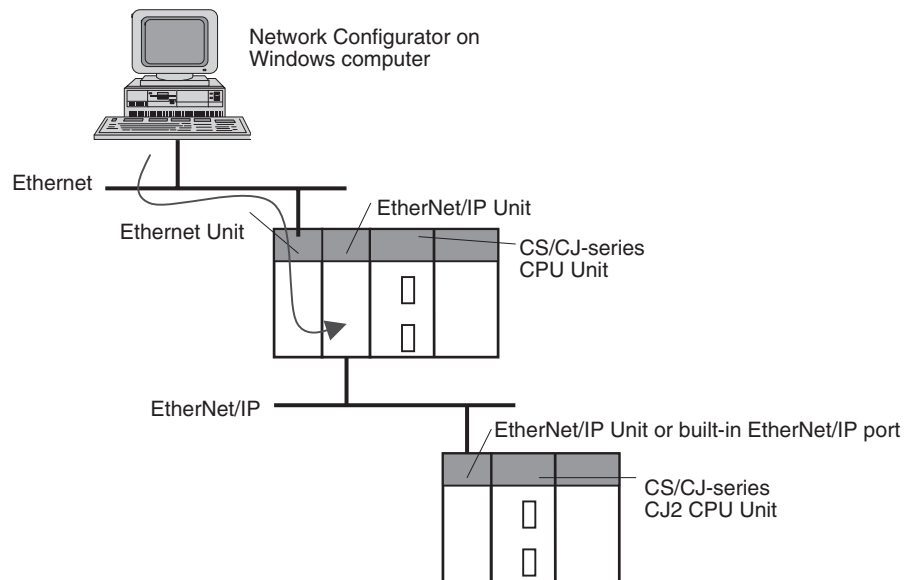 Network Configurator on
Windows computer
Ethernet
EtherNet/IP Unit
Ethernet Unit
CS/CJ-series
CPU Unit
EtherNet/IP
EtherNet/IP Unit or built-in EtherNet/IP port
CS/CJ-series
CJ2 CPU Unit